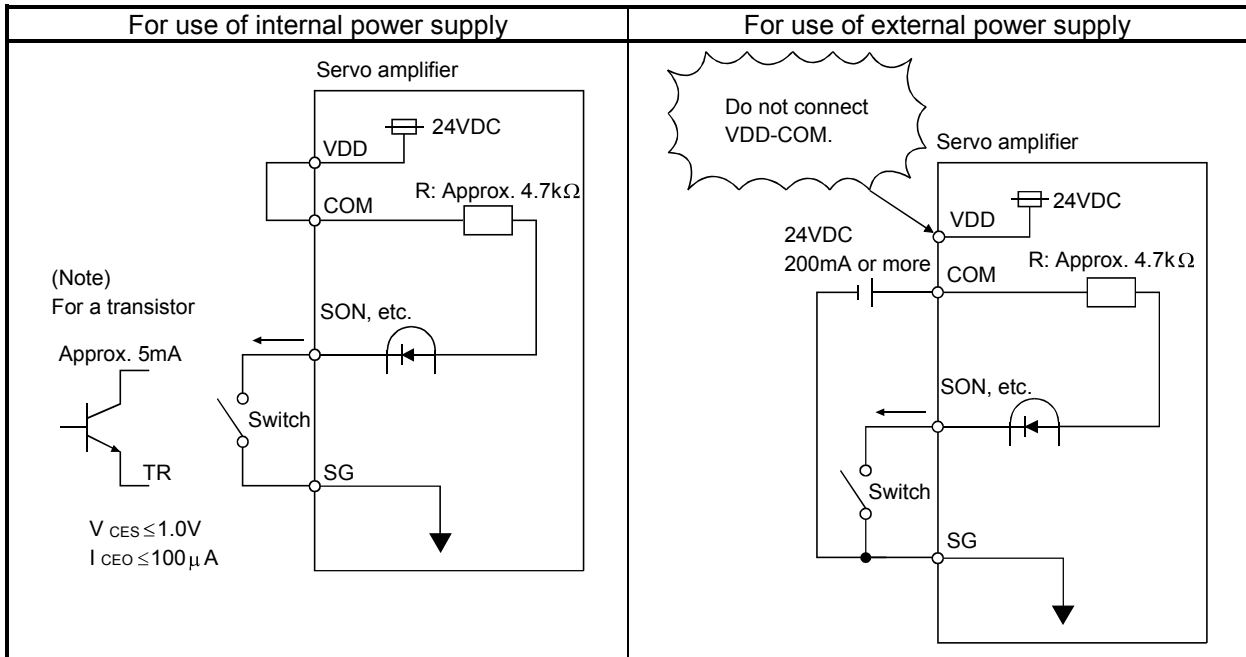 For use of internal power supply
For use of external power supply
Servo amplifier
24VDC
VDD
COM
R: Approx. 4.7kΩ
(Note)
For a transistor
Approx. 5mA
SON, etc.
Switch
TR
SG
V CES ≤1.0V
I CEO ≤100μA
Do not connect
VDD-COM.
Servo amplifier
24VDC
VDD
24VDC
200mA or more
COM
R: Approx. 4.7kΩ
SON, etc.
Switch
SG